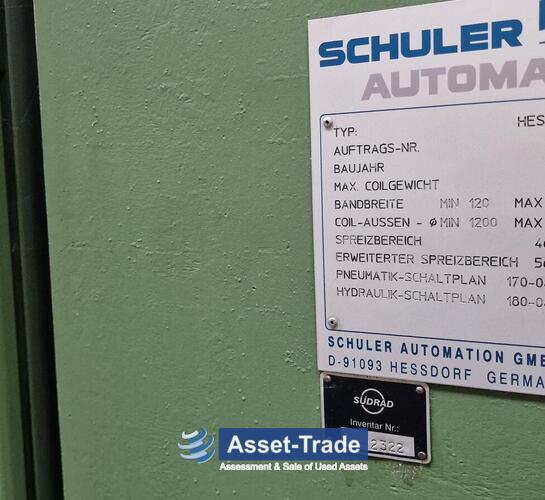 SCHULER
AUTOMA
TYP: HES
AUFTRAGS-NR.
BAUJAHR
MAX. COILGEWICHT
BANDBREITE MIN 120 MAX
COIL-AUSSEN - Ø MIN 1200 MAX
SPREIZBEREICH
ERWEITERTER SPREIZBEREICH
PNEUMATIK-SCHALTPLAN 170-0
HYDRAULIK-SCHALTPLAN 180-0
SCHULER AUTOMATION GMB
D-91093 HESSDORF GERMA
SÜDRAD
Inventar Nr.:
2322
Asset-Trade
Assessment & Sale of Used Assets